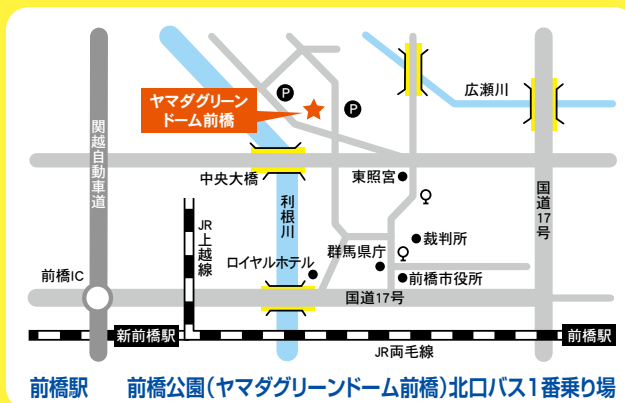 P
P
広瀬川
ヤマダグリーン
ドーム前橋
関越自動車道
中央大橋
東照宮
利根川
国道17号
JR上越線
裁判所
群馬県庁
ロイヤルホテル
前橋IC
前橋市役所
国道17号
新前橋駅
前橋駅
JR両毛線
前橋駅 前橋公園(ヤマダグリーンドーム前橋)北口バス1番乗り場